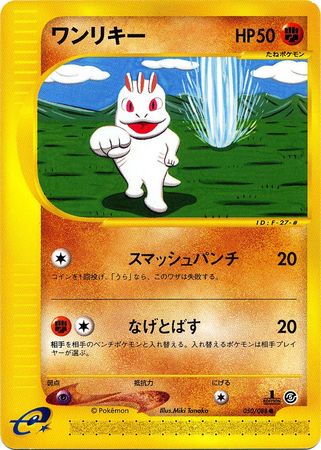 ワンリキー HP50
たねポケモン
ID:F-27-#
スマッシュパンチ 20
コインを1回投げ、「うら」なら、このワザは失敗する。
なげとばす 20
相手を相手のベンチポケモンと入れ替える。入れ替えるポケモンは相手プレイヤーが選ぶ。
弱点 抵抗力 にげる
©Pokémon Illus.Miki Tanaka 050/088 ●
1 EDITION
e